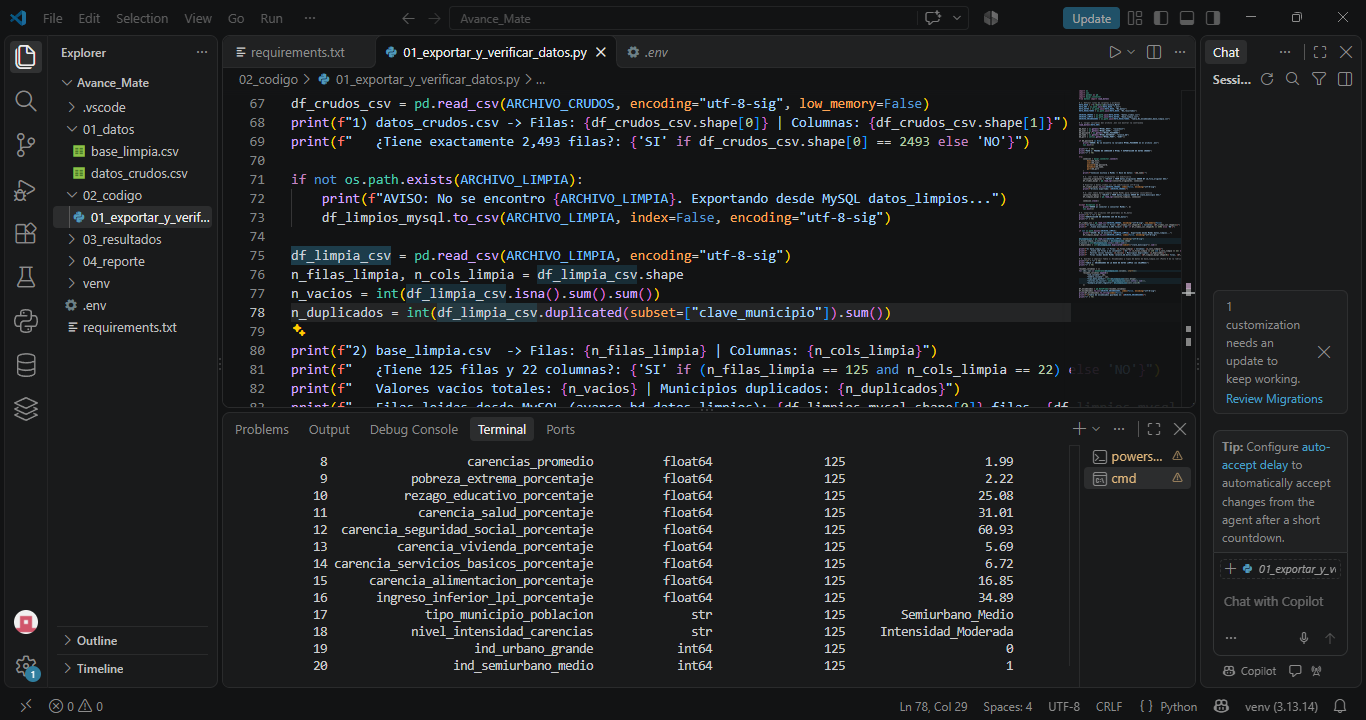 File Edit Selection View Go Run ··· Avance_Mate Update
Explorer ···
Avance_Mate
.vscode
01_datos
base_limpia.csv
datos_crudos.csv
02_codigo
01_exportar_y_verif...
03_resultados
04_reporte
venv
.env
requirements.txt
Outline
Timeline
1
requirements.txt 01_exportar_y_verificar_datos.py .env
02_codigo > 01_exportar_y_verificar_datos.py > ...
67 df_crudos_csv = pd.read_csv(ARCHIVO_CRUDOS, encoding="utf-8-sig", low_memory=False)
68 print(f"1) datos_crudos.csv -> Filas: {df_crudos_csv.shape[0]} | Columnas: {df_crudos_csv.shape[1]}")
69 print(f"   ¿Tiene exactamente 2,493 filas?: {'SI' if df_crudos_csv.shape[0] == 2493 else 'NO'}")
70
71 if not os.path.exists(ARCHIVO_LIMPIA):
72     print(f"AVISO: No se encontro {ARCHIVO_LIMPIA}. Exportando desde MySQL datos_limpios...")
73     df_limpios_mysql.to_csv(ARCHIVO_LIMPIA, index=False, encoding="utf-8-sig")
74
75 df_limpia_csv = pd.read_csv(ARCHIVO_LIMPIA, encoding="utf-8-sig")
76 n_filas_limpia, n_cols_limpia = df_limpia_csv.shape
77 n_vacios = int(df_limpia_csv.isna().sum().sum())
78 n_duplicados = int(df_limpia_csv.duplicated(subset=["clave_municipio"]).sum())
79
80 print(f"2) base_limpia.csv  -> Filas: {n_filas_limpia} | Columnas: {n_cols_limpia}")
81 print(f"   ¿Tiene 125 filas y 22 columnas?: {'SI' if (n_filas_limpia == 125 and n_cols_limpia == 22) else 'NO'}")
82 print(f"   Valores vacios totales: {n_vacios} | Municipios duplicados: {n_duplicados}")
Problems Output Debug Console Terminal Ports
8 carencias_promedio float64 125 1.99
9 pobreza_extrema_porcentaje float64 125 2.22
10 rezago_educativo_porcentaje float64 125 25.08
11 carencia_salud_porcentaje float64 125 31.01
12 carencia_seguridad_social_porcentaje float64 125 60.93
13 carencia_vivienda_porcentaje float64 125 5.69
14 carencia_servicios_basicos_porcentaje float64 125 6.72
15 carencia_alimentacion_porcentaje float64 125 16.85
16 ingreso_inferior_lpi_porcentaje float64 125 34.89
17 tipo_municipio_poblacion str 125 Semiurbano_Medio
18 nivel_intensidad_carencias str 125 Intensidad_Moderada
19 ind_urbano_grande int64 125 0
20 ind_semiurbano_medio int64 125 1
powers...
cmd
Chat ···
Sessi...
1
customization
needs an
update to
keep working.
Review Migrations
Tip: Configure auto-
accept delay to
automatically accept
changes from the
agent after a short
countdown.
01_exportar_y_v
Chat with Copilot
···
Copilot
0 0 Ln 78, Col 29 Spaces: 4 UTF-8 CRLF { } Python venv (3.13.14)